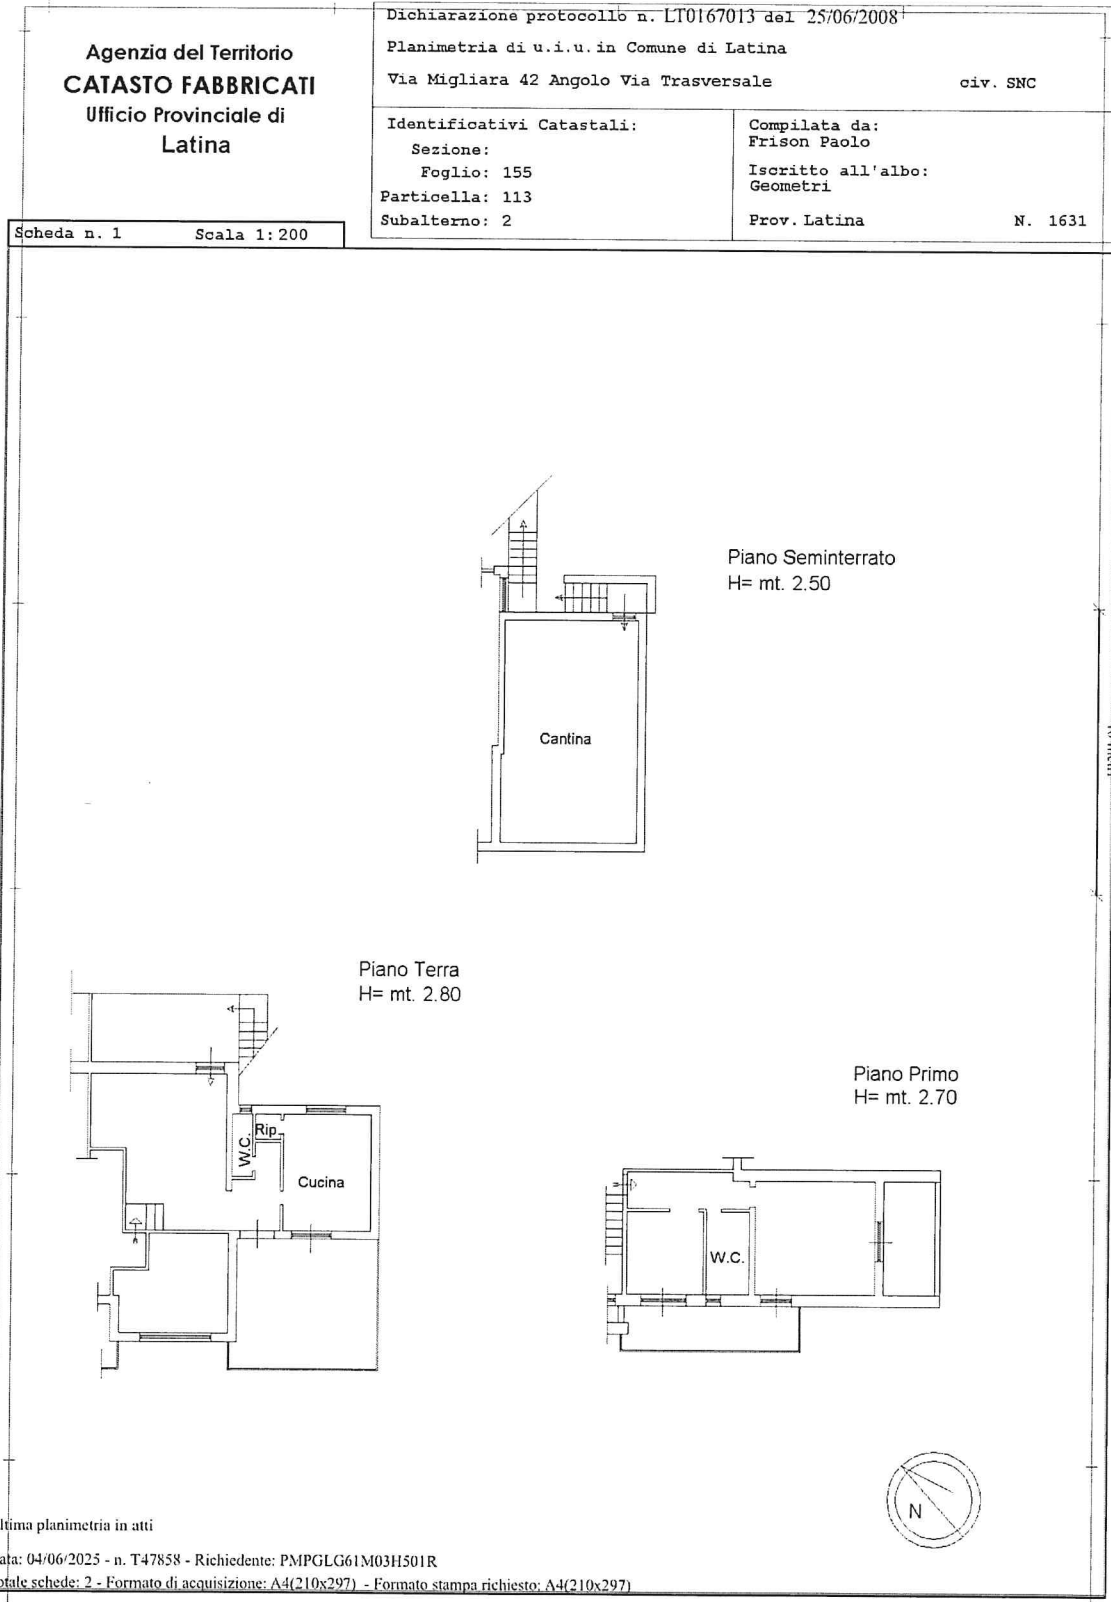 Agenzia del Territorio
CATASTO FABBRICATI
Ufficio Provinciale di
Latina
Dichiarazione protocollo n. LT0167013 del 25/06/2008
Planimetria di u.i.u. in Comune di Latina
Via Migliara 42 Angolo Via Trasversale civ. SNC
Identificativi Catastali:
Sezione:
Foglio: 155
Particella: 113
Subalterno: 2
Compilata da:
Frison Paolo
Iscritto all'albo:
Geometri
Prov. Latina N. 1631
Scheda n. 1 Scala 1:200
Piano Seminterrato
H= mt. 2.50
Cantina
Piano Terra
H= mt. 2.80
W.C.
Rip.
Cucina
Piano Primo
H= mt. 2.70
W.C.
N
ltima planimetria in atti
ata: 04/06/2025 - n. T47858 - Richiedente: PMPGLG61M03H501R
otale schede: 2 - Formato di acquisizione: A4(210x297) - Formato stampa richiesto: A4(210x297)